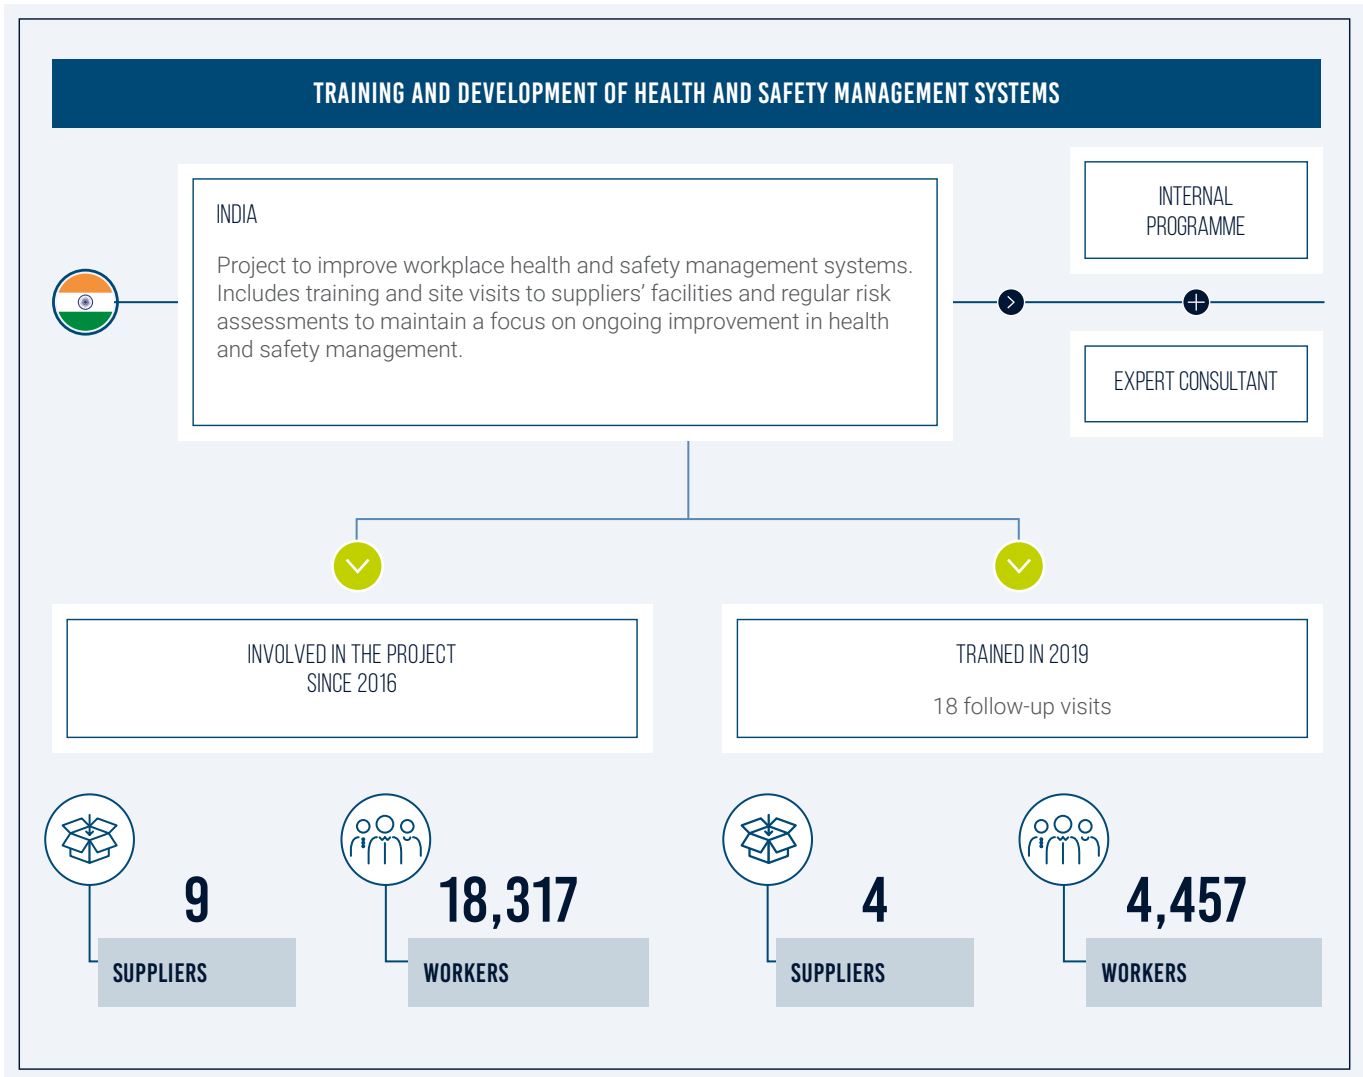 TRAINING AND DEVELOPMENT OF HEALTH AND SAFETY MANAGEMENT SYSTEMS
INDIA
Project to improve workplace health and safety management systems.
Includes training and site visits to suppliers’ facilities and regular risk
assessments to maintain a focus on ongoing improvement in health
and safety management.
INTERNAL
PROGRAMME
EXPERT CONSULTANT
INVOLVED IN THE PROJECT
SINCE 2016
9
SUPPLIERS
18,317
WORKERS
TRAINED IN 2019
18 follow-up visits
4
SUPPLIERS
4,457
WORKERS